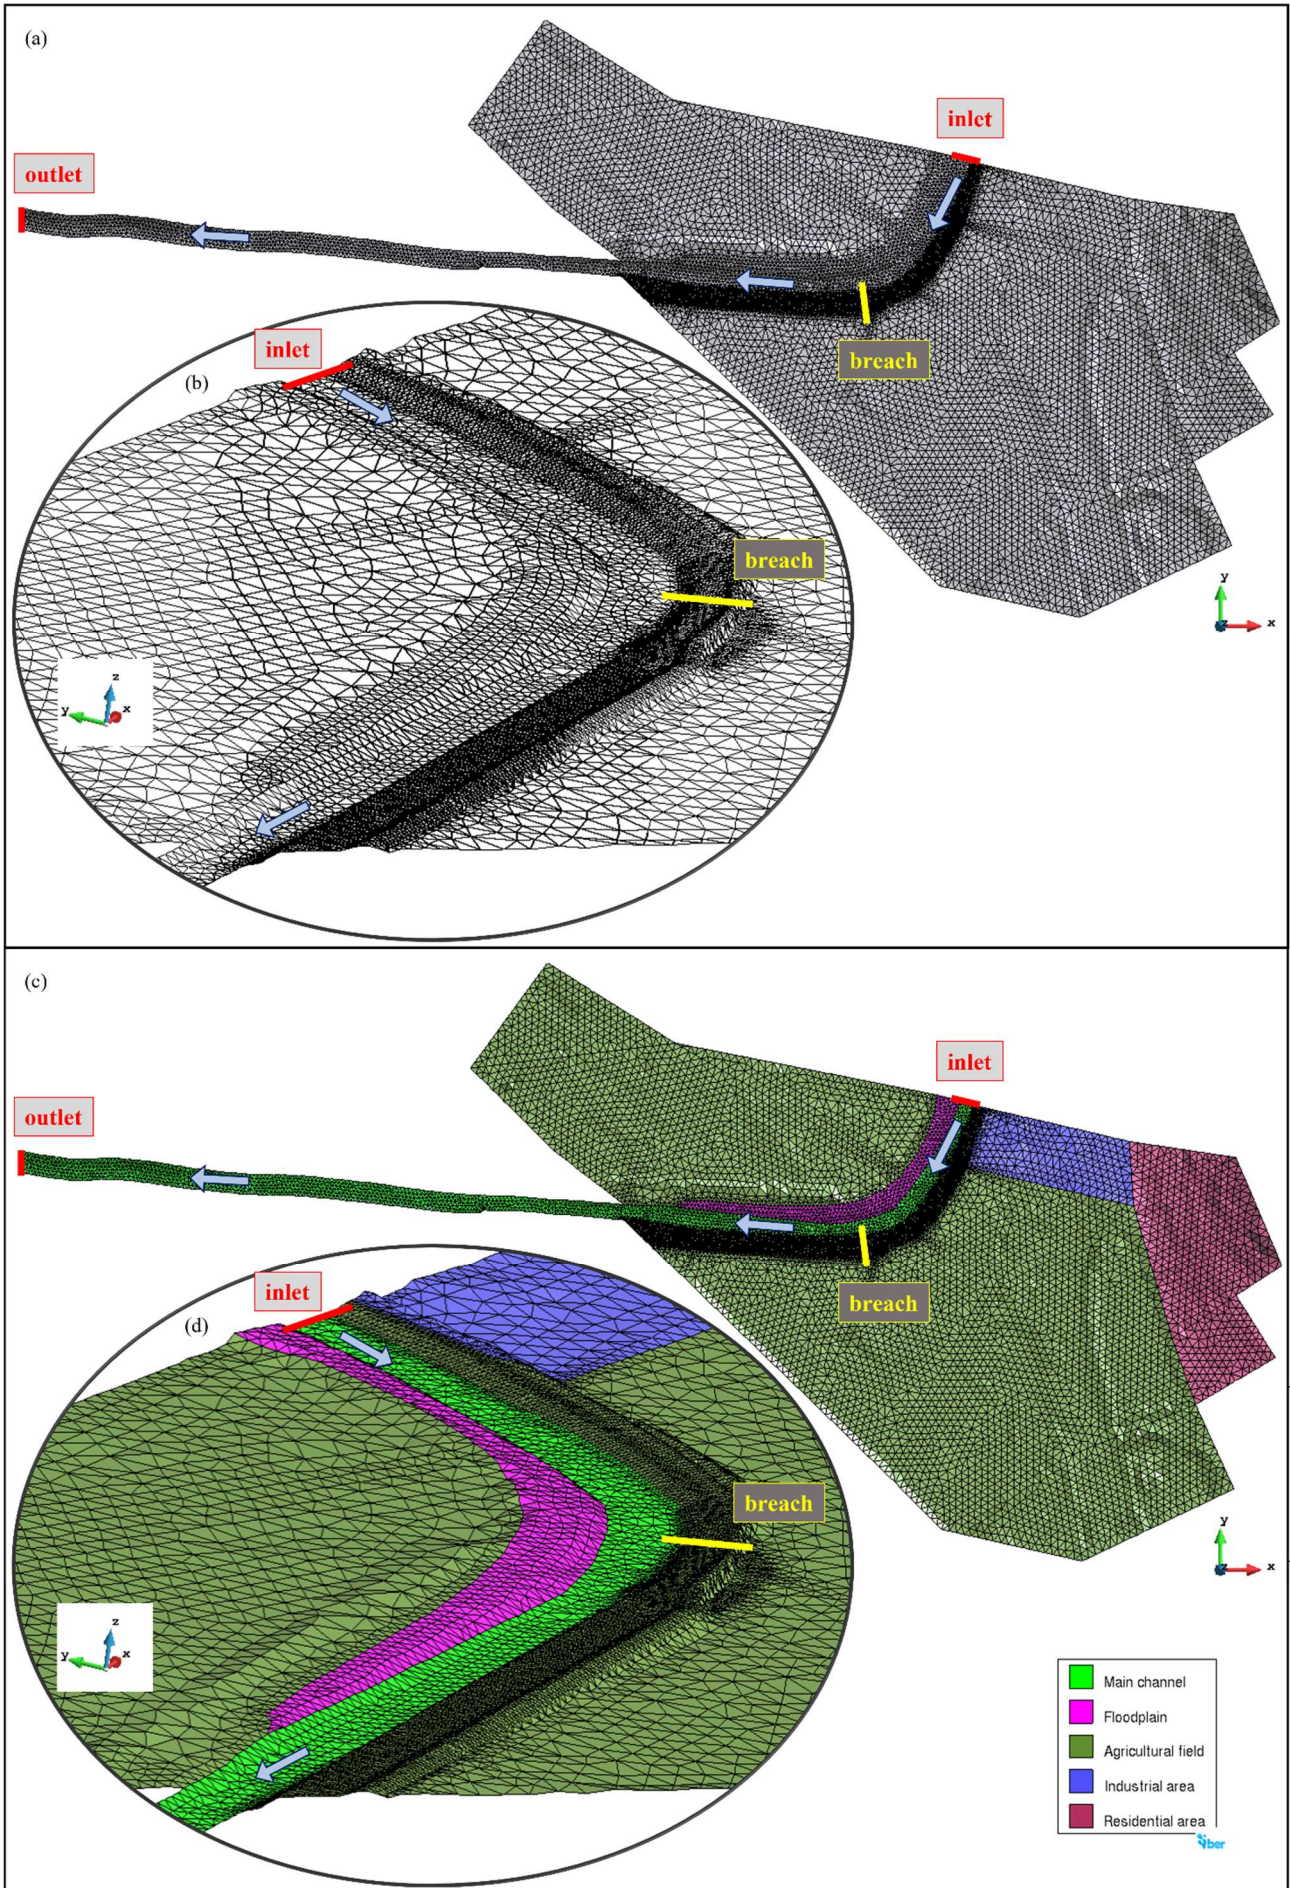 (a)
inlet
outlet
breach
inlet
(b)
breach
z
y
x
y
z
x
(c)
inlet
outlet
breach
inlet
(d)
breach
z
y
x
y
z
x
Main channel
Floodplain
Agricultural field
Industrial area
Residential area
iber